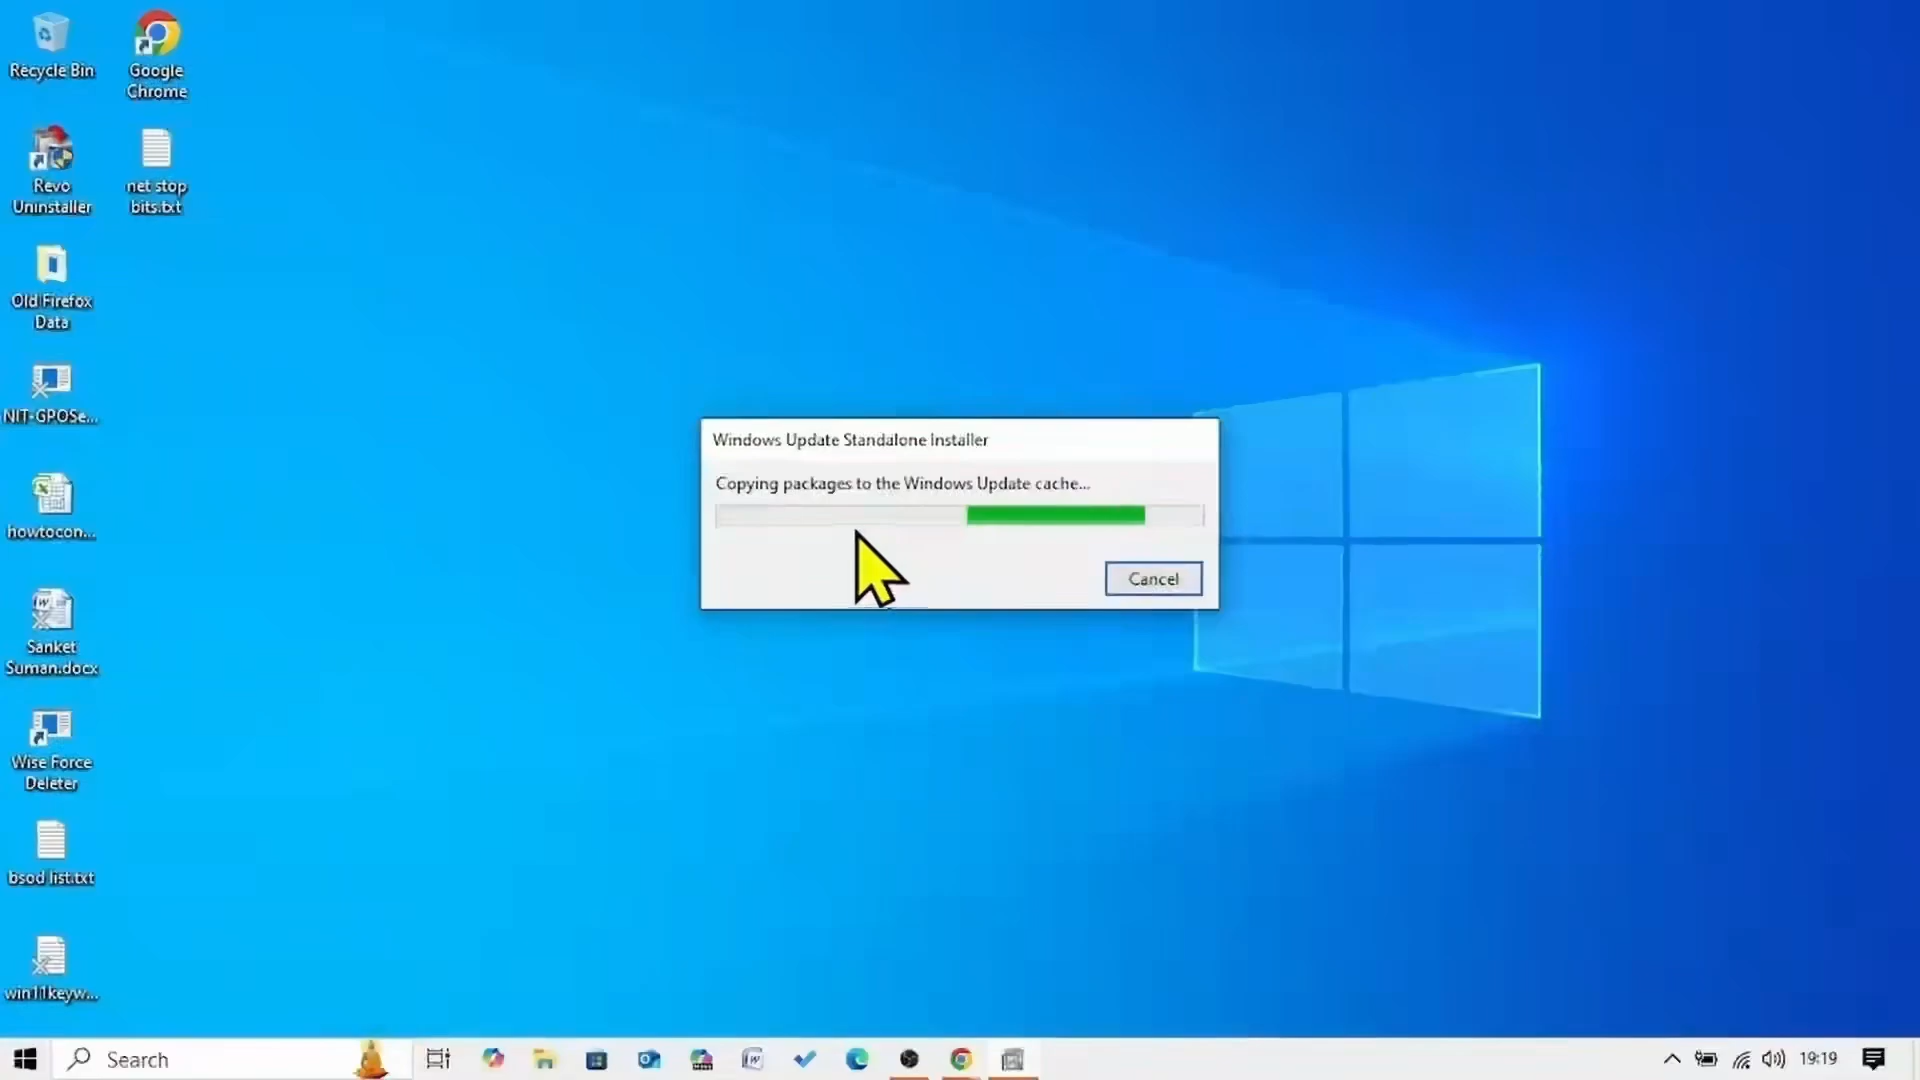 Recycle Bin
Google
Chrome
Revo
Uninstaller
net stop
bits.txt
Old Firefox
Data
NIT-GPOSe...
howtocon...
Sanket
Suman.docx
Wise Force
Deleter
bsod list.txt
win11keyw...
Windows Update Standalone Installer
Copying packages to the Windows Update cache...
Cancel
Search
19:19